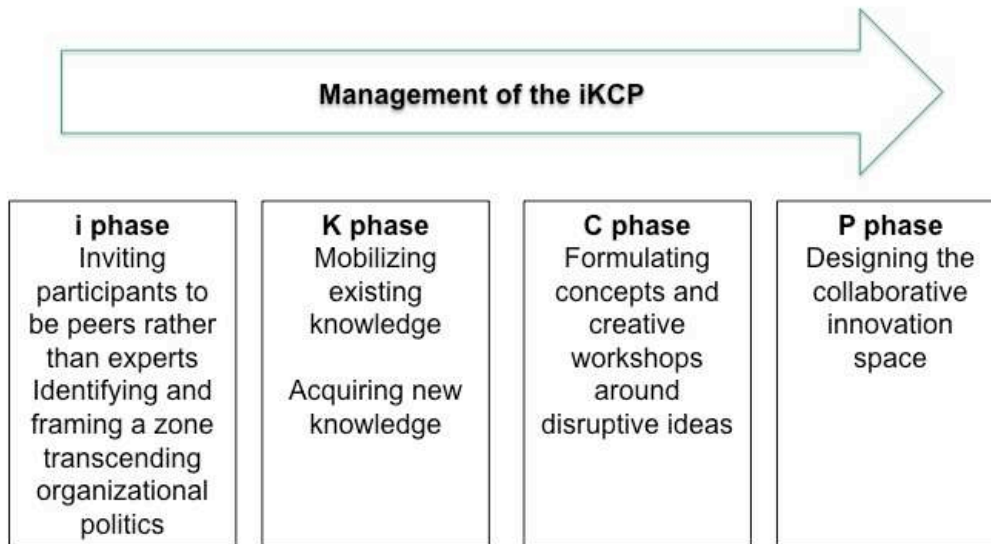 Management of the iKCP
i phase
Inviting
participants to
be peers rather
than experts
Identifying and
framing a zone
transcending
organizational
politics
K phase
Mobilizing
existing
knowledge
Acquiring new
knowledge
C phase
Formulating
concepts and
creative
workshops
around
disruptive ideas
P phase
Designing the
collaborative
innovation
space